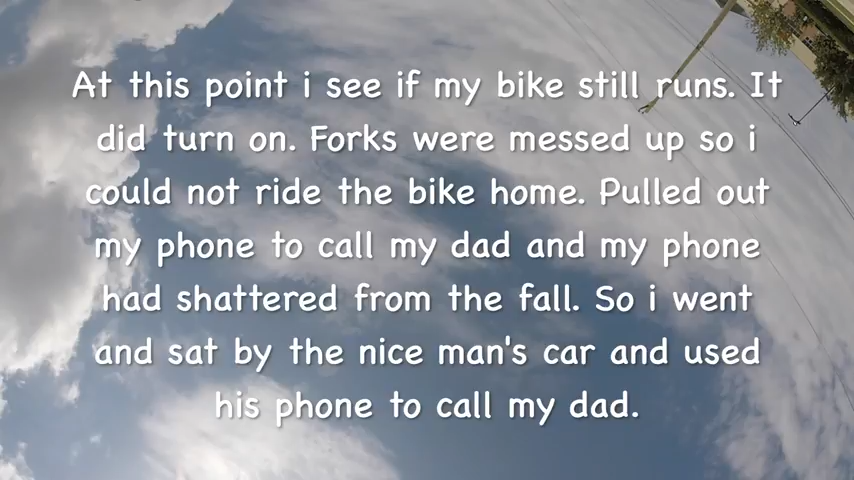 At this point i see if my bike still runs. It
did turn on. Forks were messed up so i
could not ride the bike home. Pulled out
my phone to call my dad and my phone
had shattered from the fall. So i went
and sat by the nice man's car and used
his phone to call my dad.